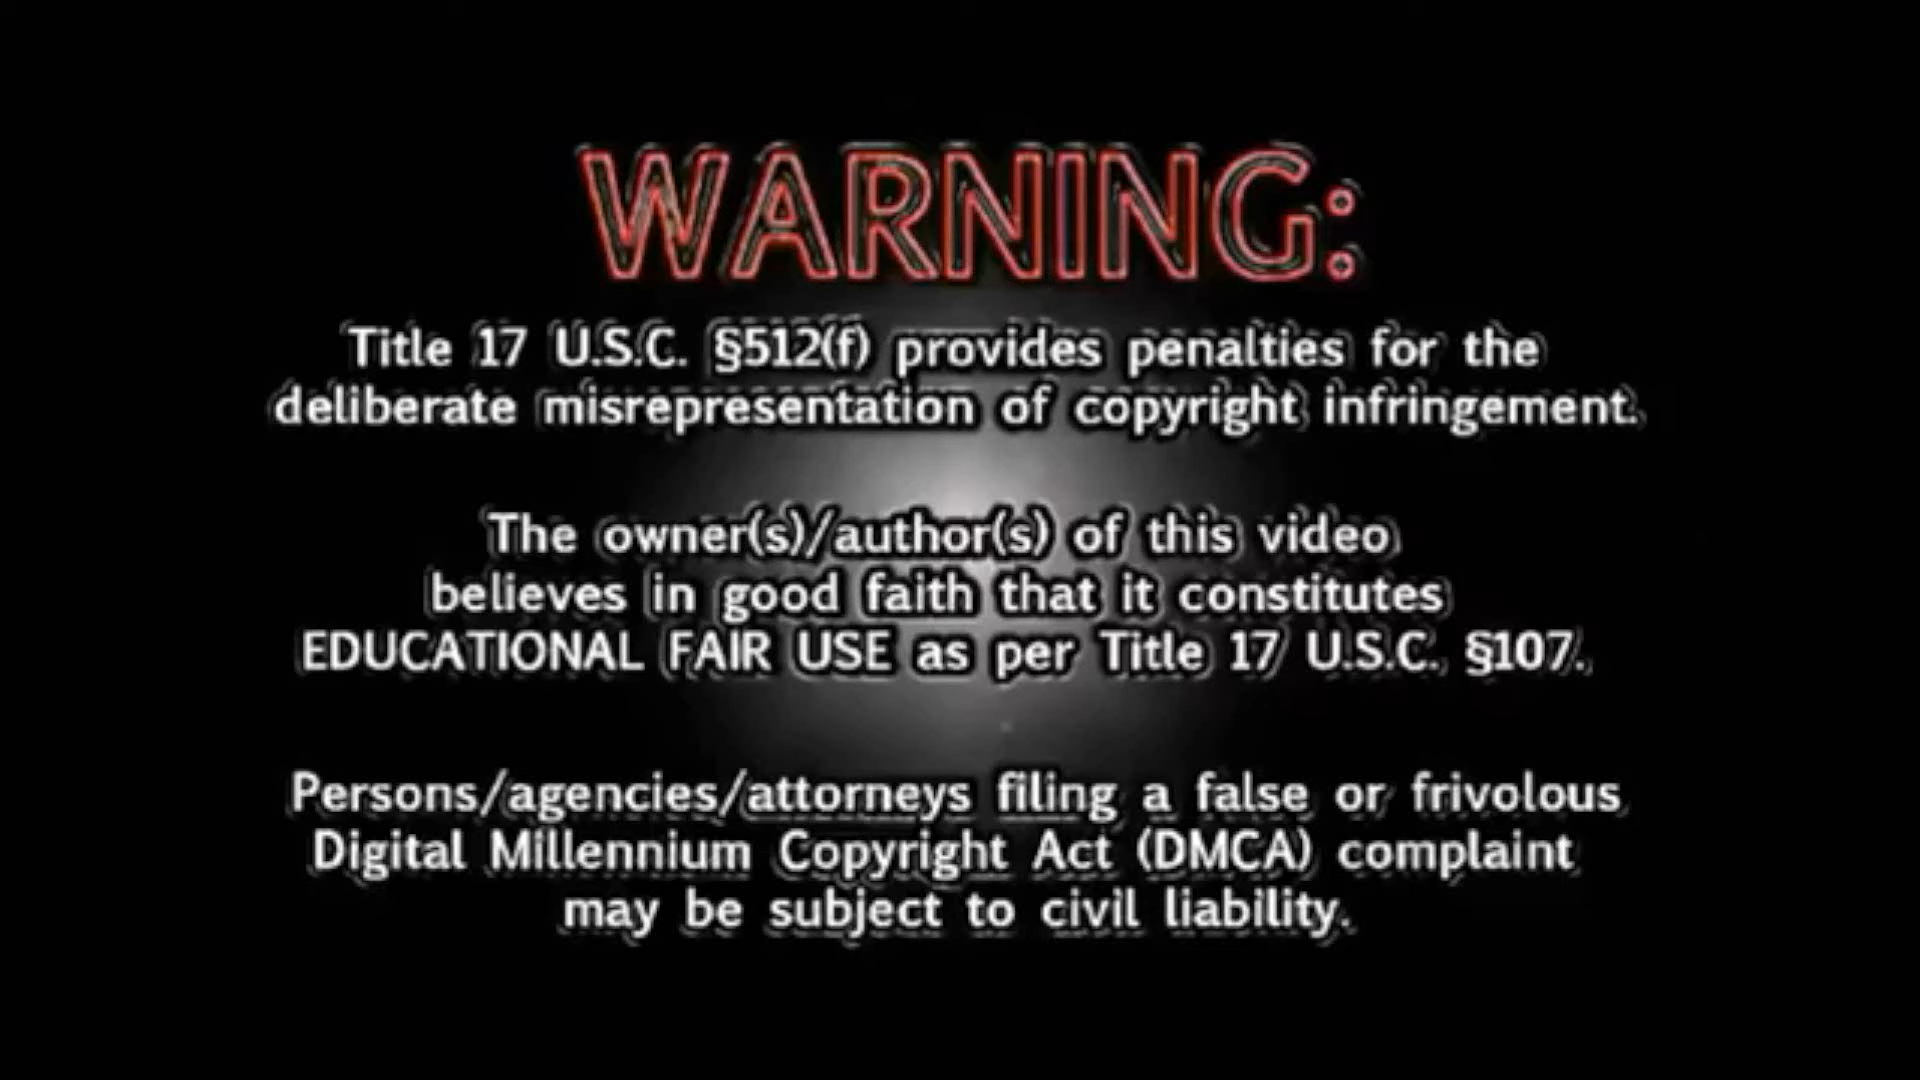 WARNING:
Title 17 U.S.C. §512(f) provides penalties for the
deliberate misrepresentation of copyright infringement.
The owner(s)/author(s) of this video
believes in good faith that it constitutes
EDUCATIONAL FAIR USE as per Title 17 U.S.C. §107.
Persons/agencies/attorneys filing a false or frivolous
Digital Millennium Copyright Act (DMCA) complaint
may be subject to civil liability.